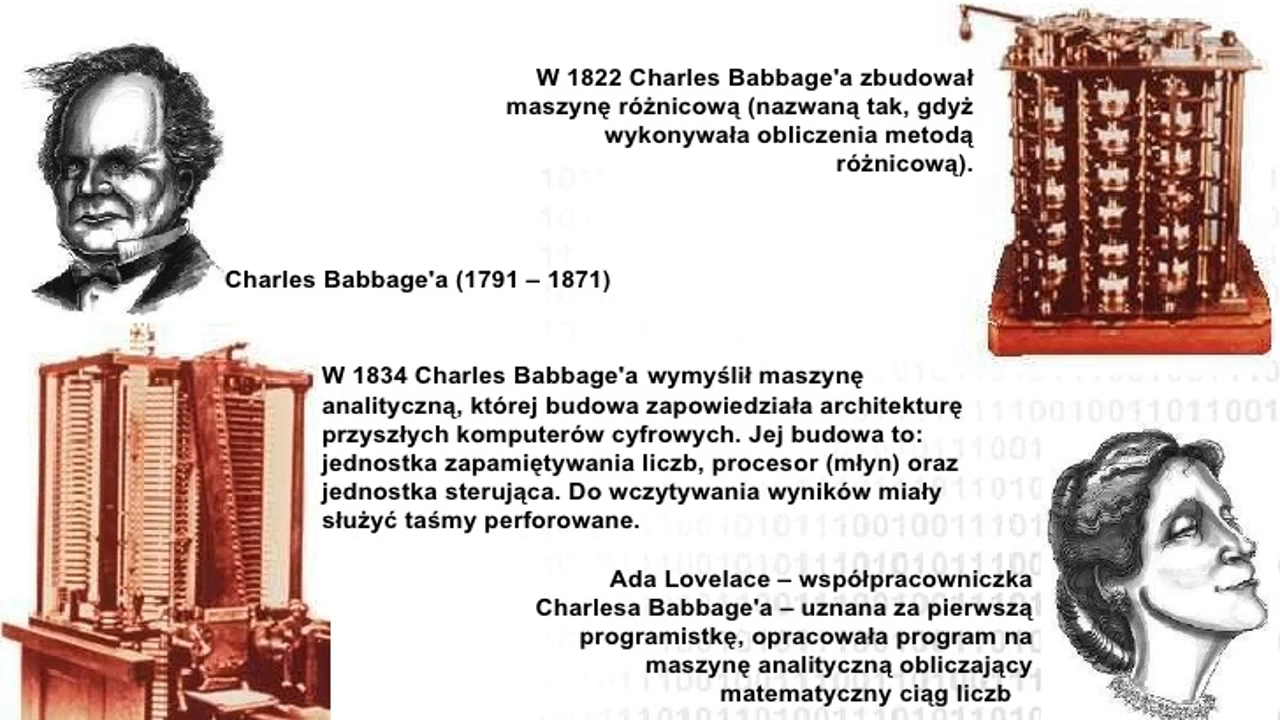 W 1822 Charles Babbage'a zbudował
maszynę różnicową (nazwaną tak, gdyż
wykonywała obliczenia metodą
różnicową).
Charles Babbage'a (1791 – 1871)
W 1834 Charles Babbage'a wymyślił maszynę
analityczną, której budowa zapowiedziała architekturę
przyszłych komputerów cyfrowych. Jej budowa to:
jednostka zapamiętywania liczb, procesor (młyn) oraz
jednostka sterująca. Do wczytywania wyników miały
służyć taśmy perforowane.
Ada Lovelace – współpracowniczka
Charlesa Babbage'a – uznana za pierwszą
programistkę, opracowała program na
maszynę analityczną obliczający
matematyczny ciąg liczb